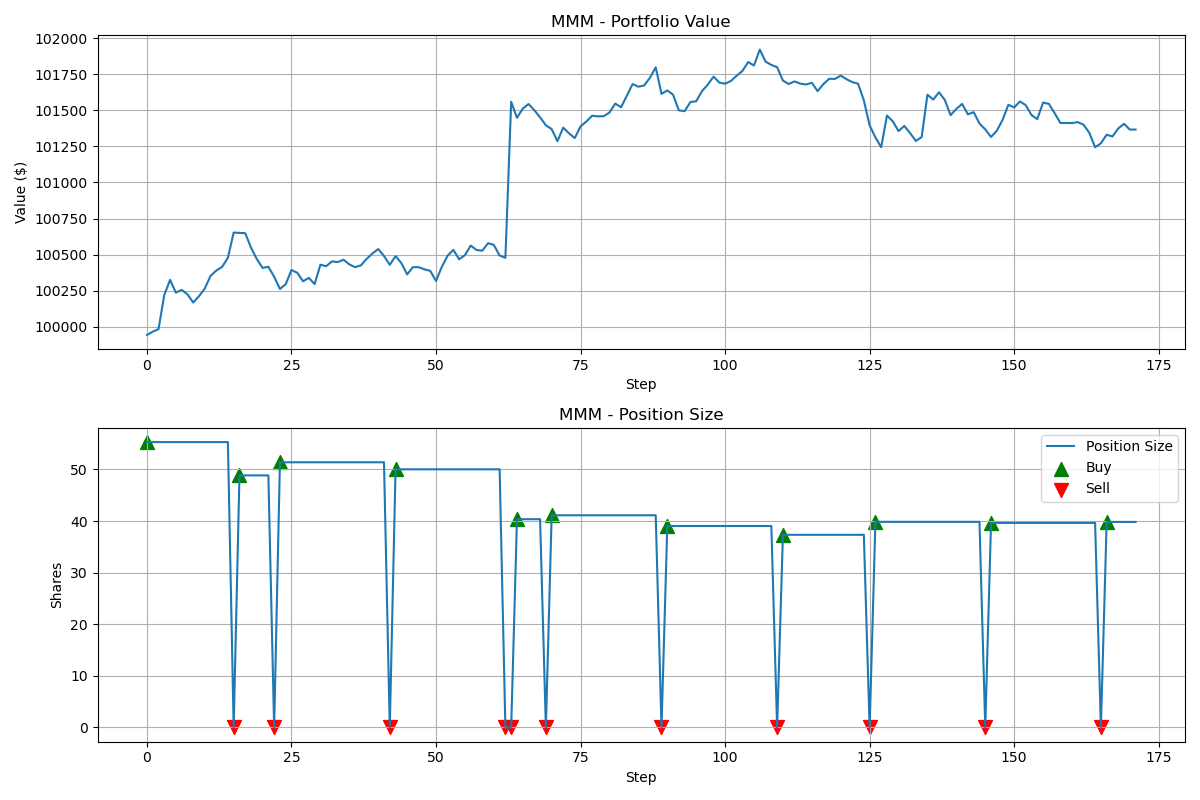 MMM - Portfolio Value
102000
101750
101500
101250
101000
100750
100500
100250
100000
Value ($)
0 25 50 75 100 125 150 175
Step
MMM - Position Size
50
40
30
20
10
0
Shares
Position Size
Buy
Sell
0 25 50 75 100 125 150 175
Step